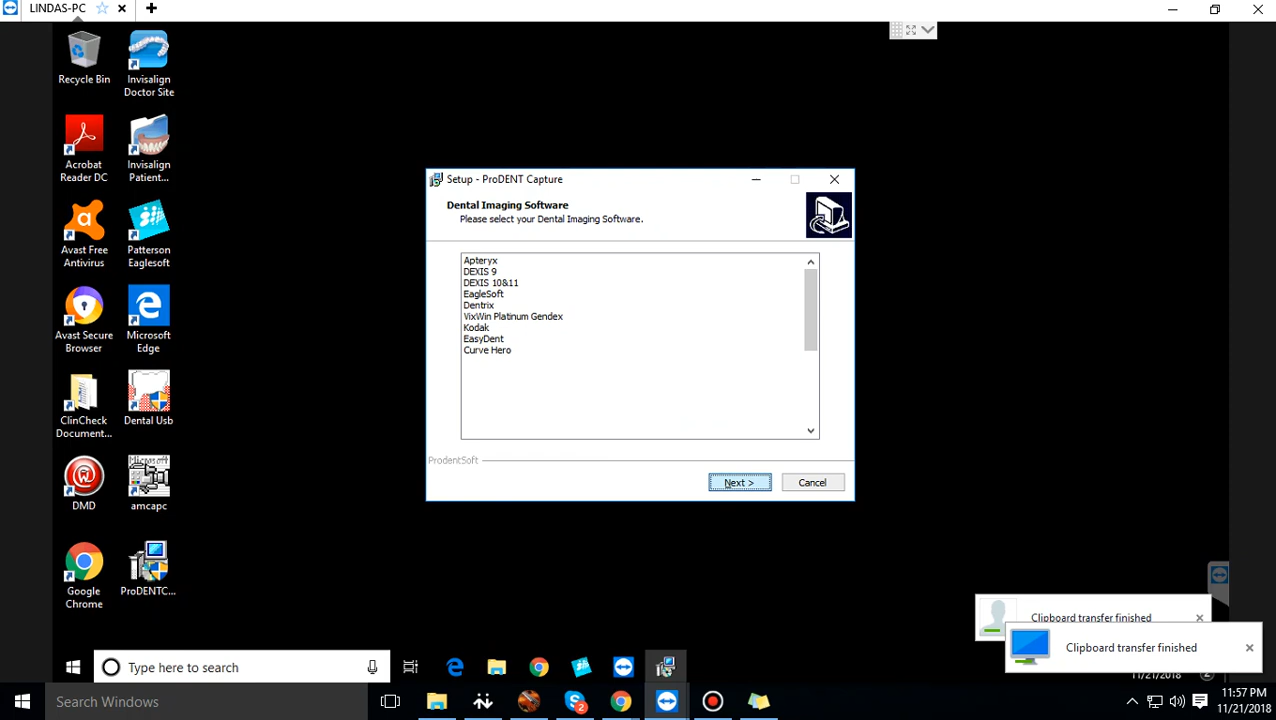 LINDAS-PC
Recycle Bin
Invisalign
Doctor Site
Acrobat
Reader DC
Invisalign
Patient...
Avast Free
Antivirus
Patterson
Eaglesoft
Avast Secure
Browser
Microsoft
Edge
ClinCheck
Document...
Dental Usb
DMD
Microsoft
amcapc
Google
Chrome
ProDENTC...
Setup - ProDENT Capture
Dental Imaging Software
Please select your Dental Imaging Software.
Apteryx
DEXIS 9
DEXIS 10&11
EagleSoft
Dentrix
VixWin Platinum Gendex
Kodak
EasyDent
Curve Hero
ProdentSoft
Next >
Cancel
Clipboard transfer finished
Clipboard transfer finished
Type here to search
11/21/2018
2
Search Windows
2
11:57 PM
11/21/2018